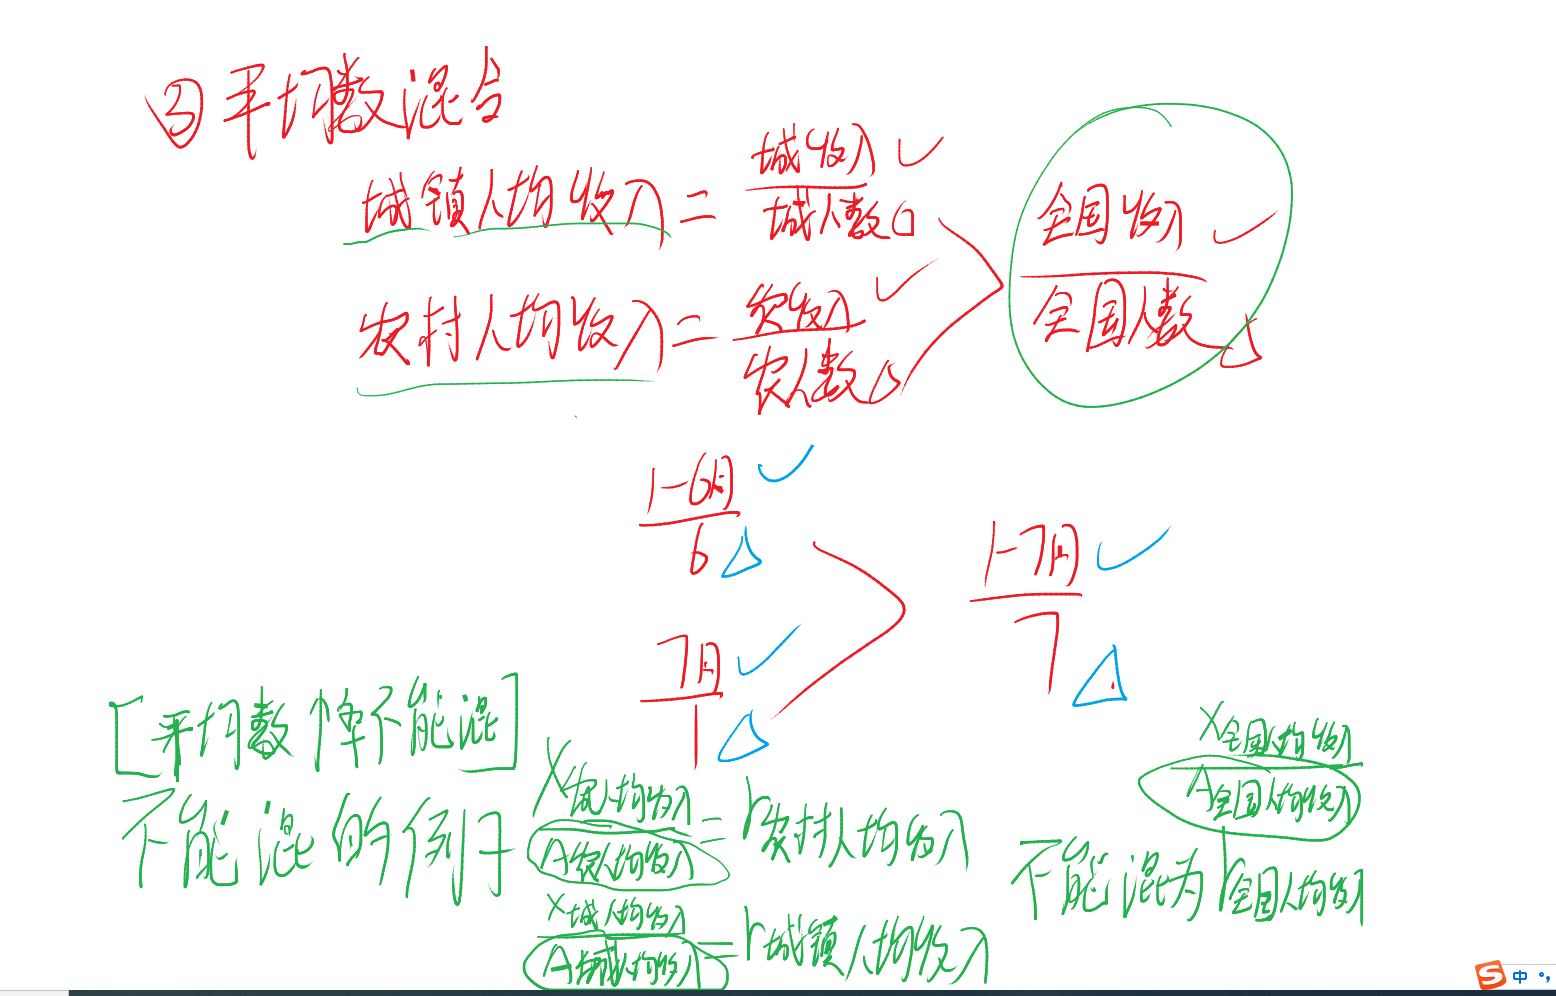 ③平均数混合
城镇人均收入 = 城收入 / 城人数
农村人均收入 = 农收入 / 农人数
全国收入 / 全国人数
1-6月 / 6
7月 / 1
1-7月 / 7
[平均数个率不能混]
不能混的例子
X农人均收入 / A农人均收入 = r农村人均收入
X城人均收入 / A城人均收入 = r城镇人均收入
X全国人均收入 / A全国人均收入
不能混为r全国人均收入
中